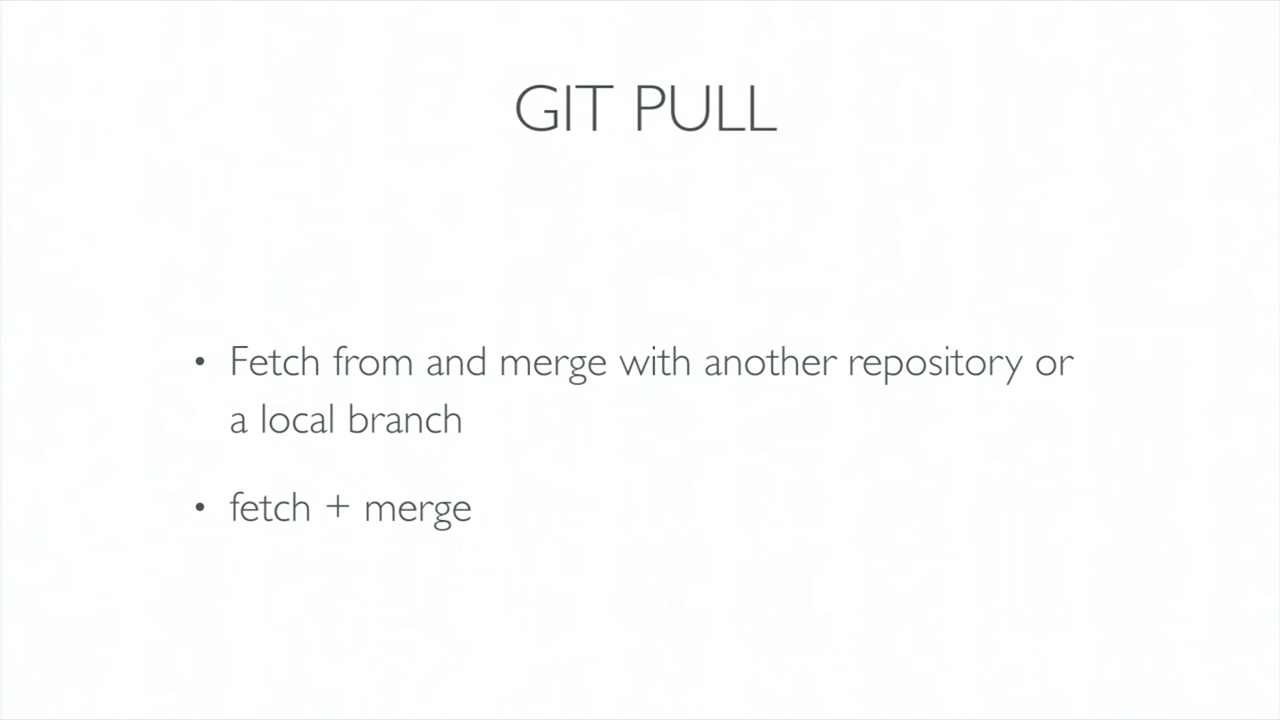 GIT PULL
• Fetch from and merge with another repository or
a local branch
• fetch + merge